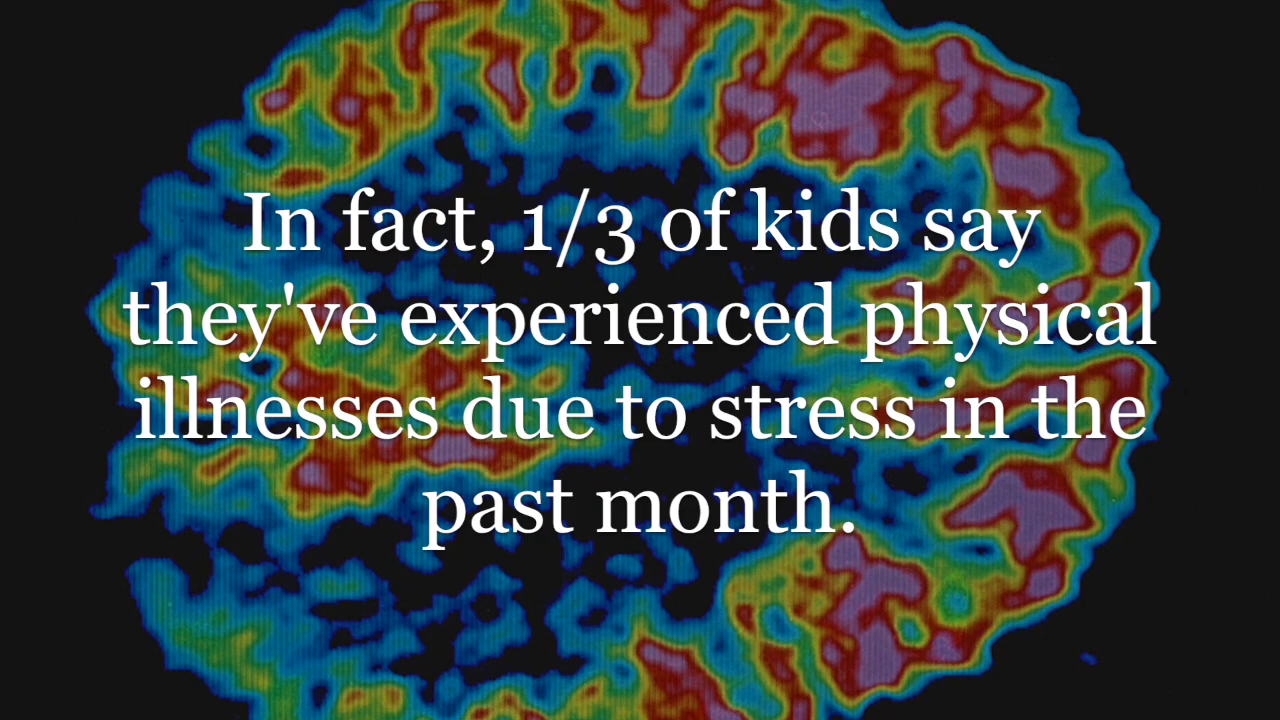 In fact, 1/3 of kids say
they've experienced physical
illnesses due to stress in the
past month.